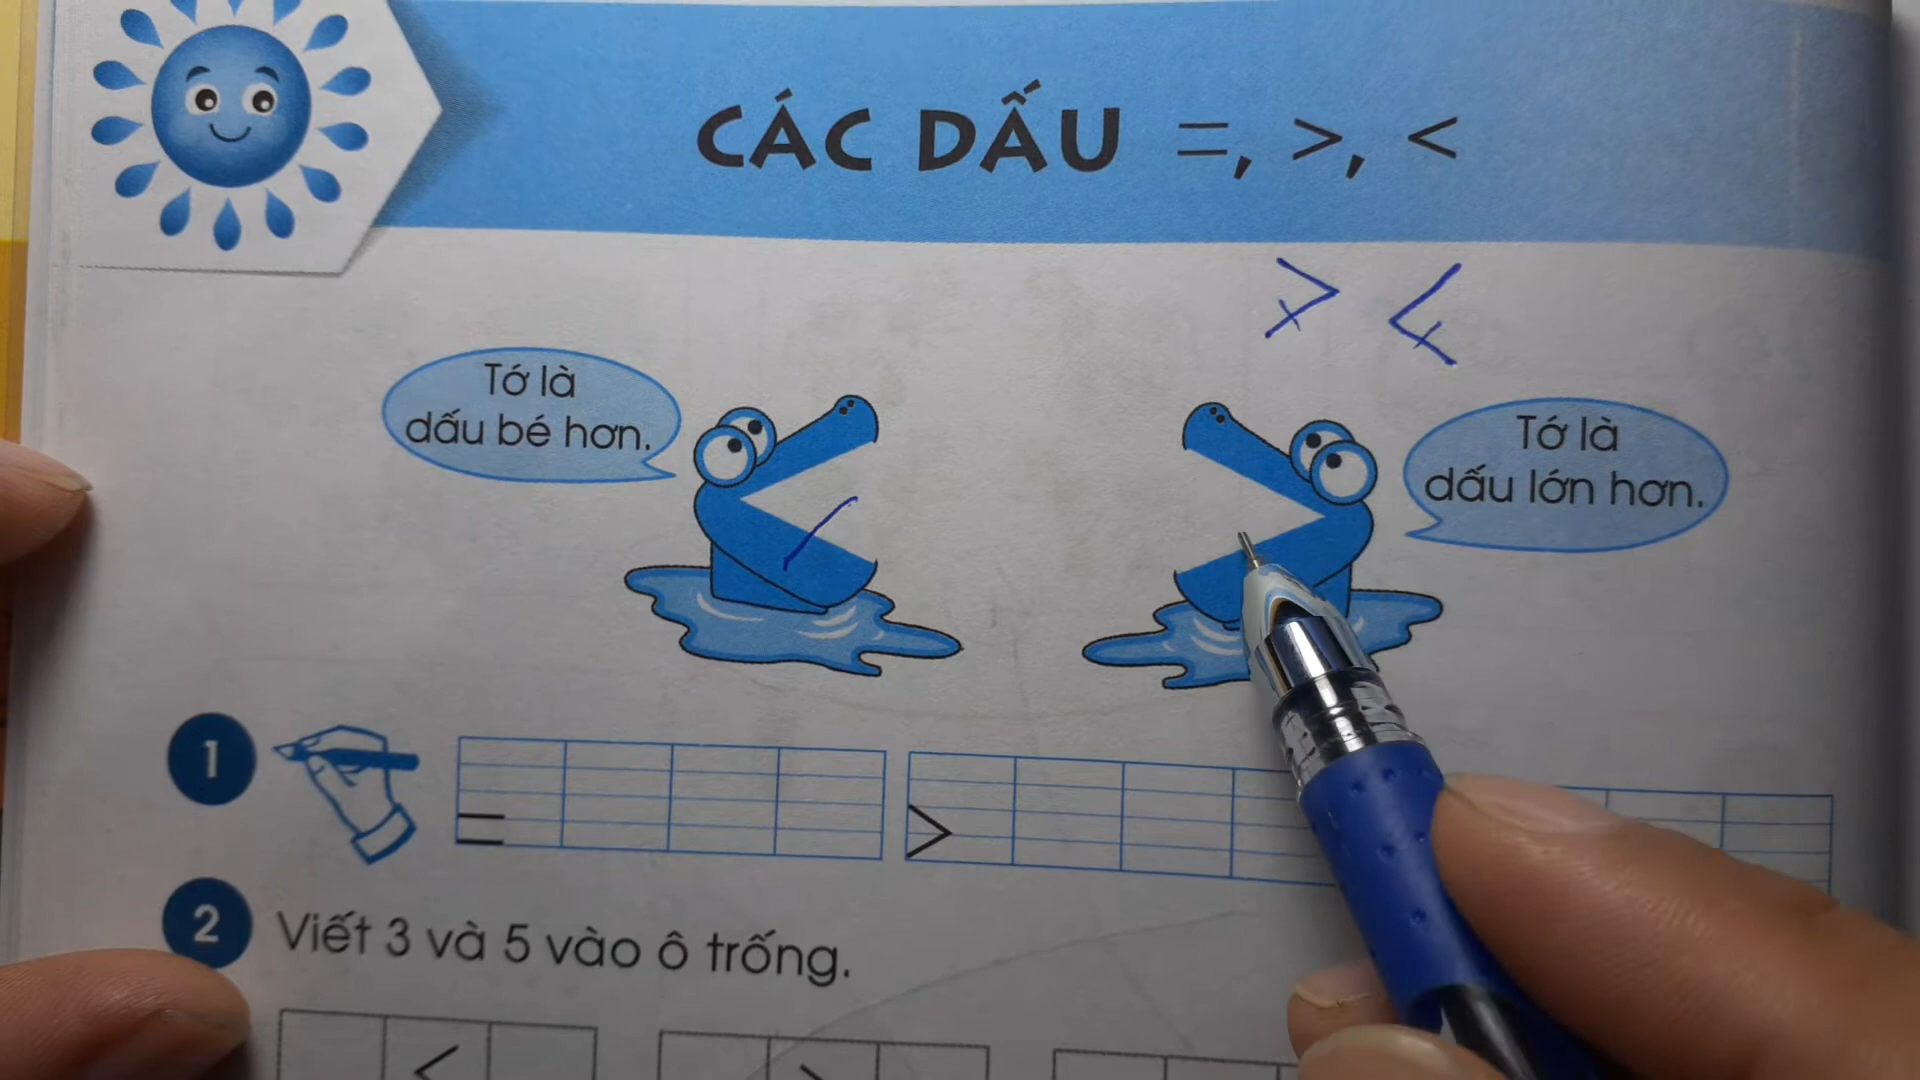 CÁC DẤU =, >, <
> <
Tớ là
dấu bé hơn.
Tớ là
dấu lớn hơn.
1
=
>
2 Viết 3 và 5 vào ô trống.
< >